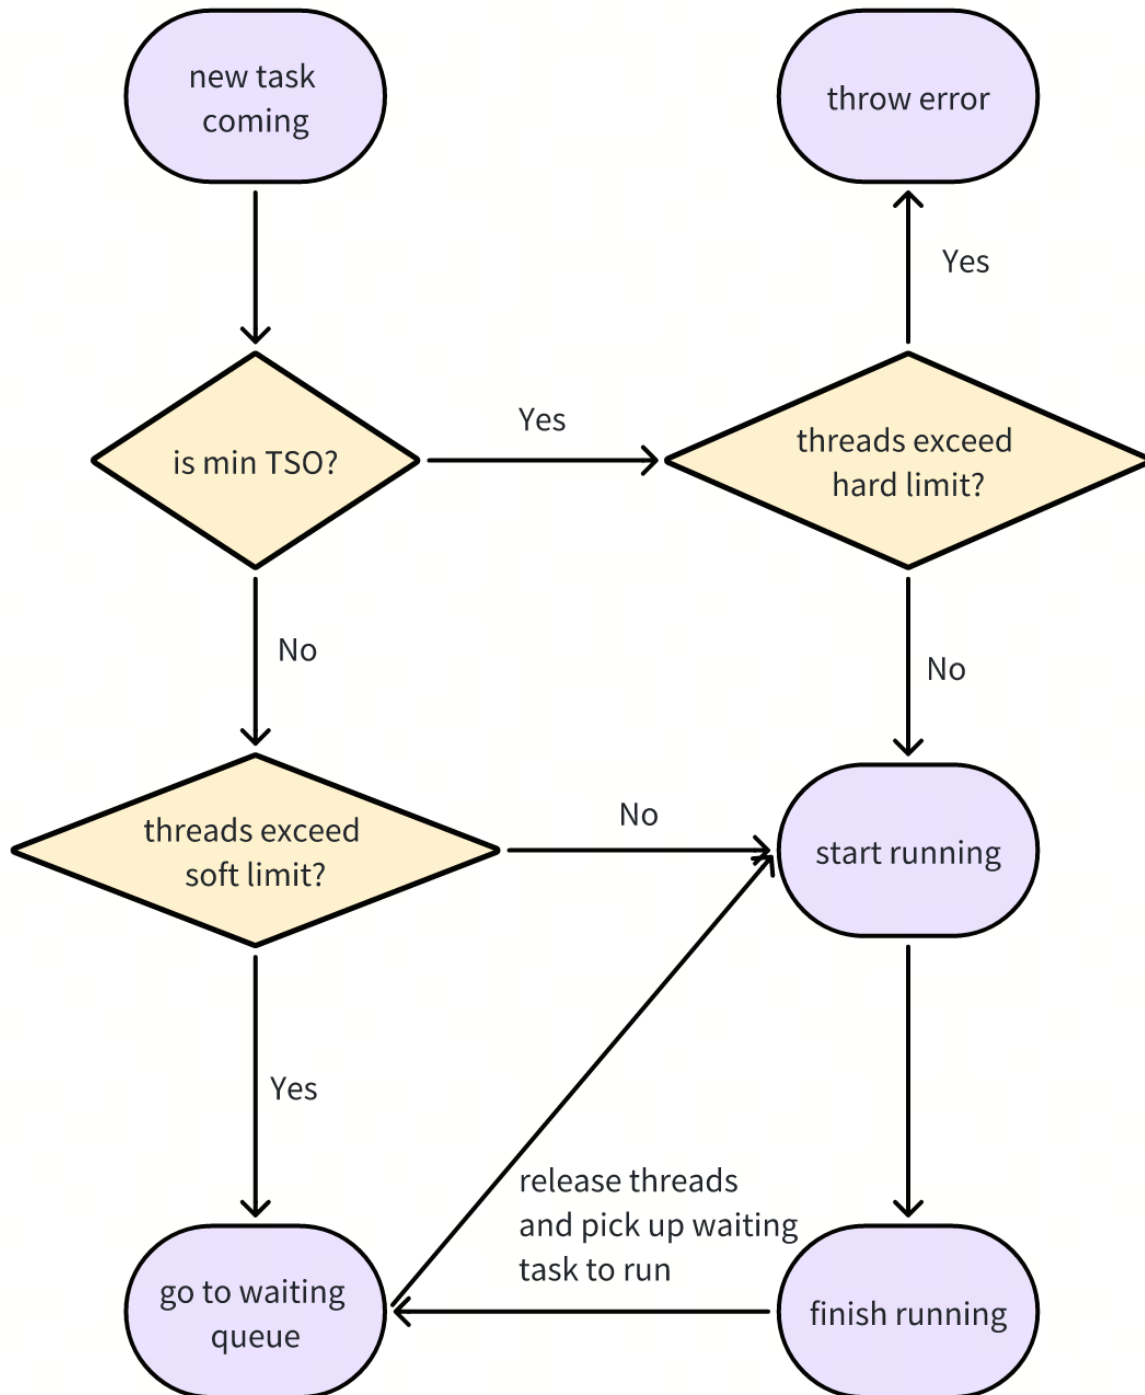 new task
coming
throw error
Yes
is min TSO?
Yes
threads exceed
hard limit?
No
No
threads exceed
soft limit?
No
start running
Yes
release threads
and pick up waiting
task to run
go to waiting
queue
finish running